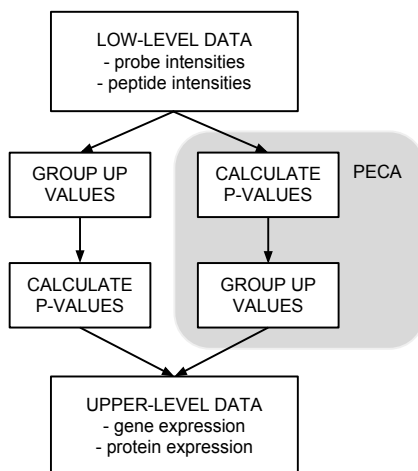 LOW-LEVEL DATA
- probe intensities
- peptide intensities
GROUP UP
VALUES
CALCULATE
P-VALUES
PECA
CALCULATE
P-VALUES
GROUP UP
VALUES
UPPER-LEVEL DATA
- gene expression
- protein expression